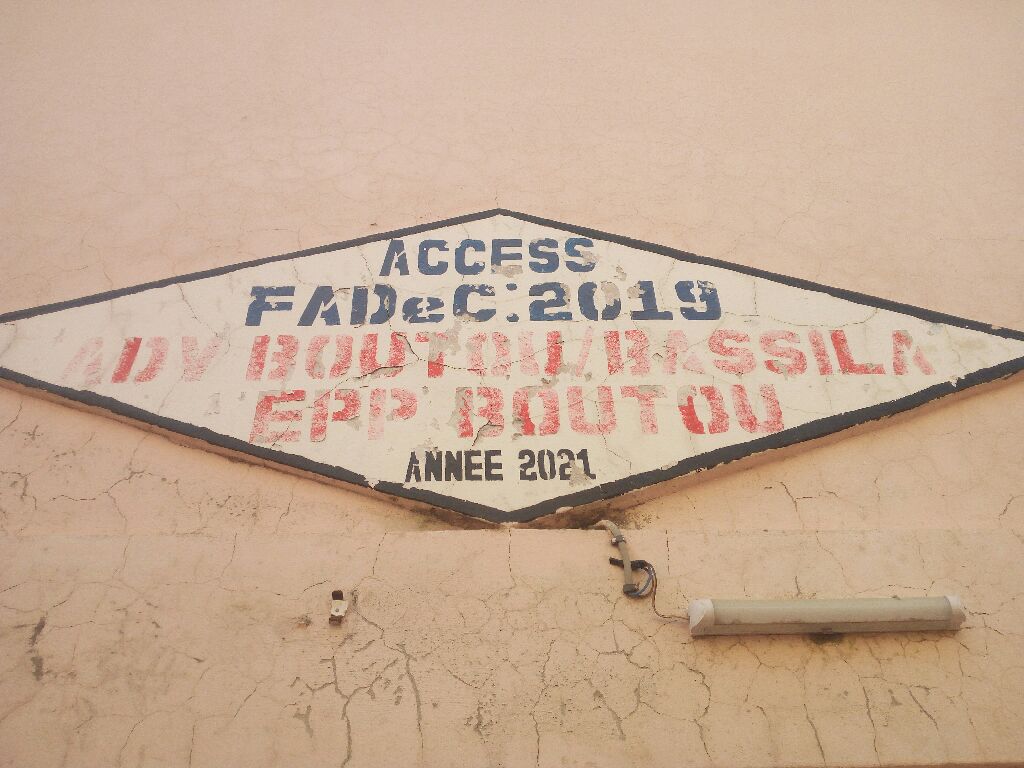 ACCESS
FADeC: 2019
ADV BOUTOU/BASSILA
EPP BOUTOU
ANNEE 2021